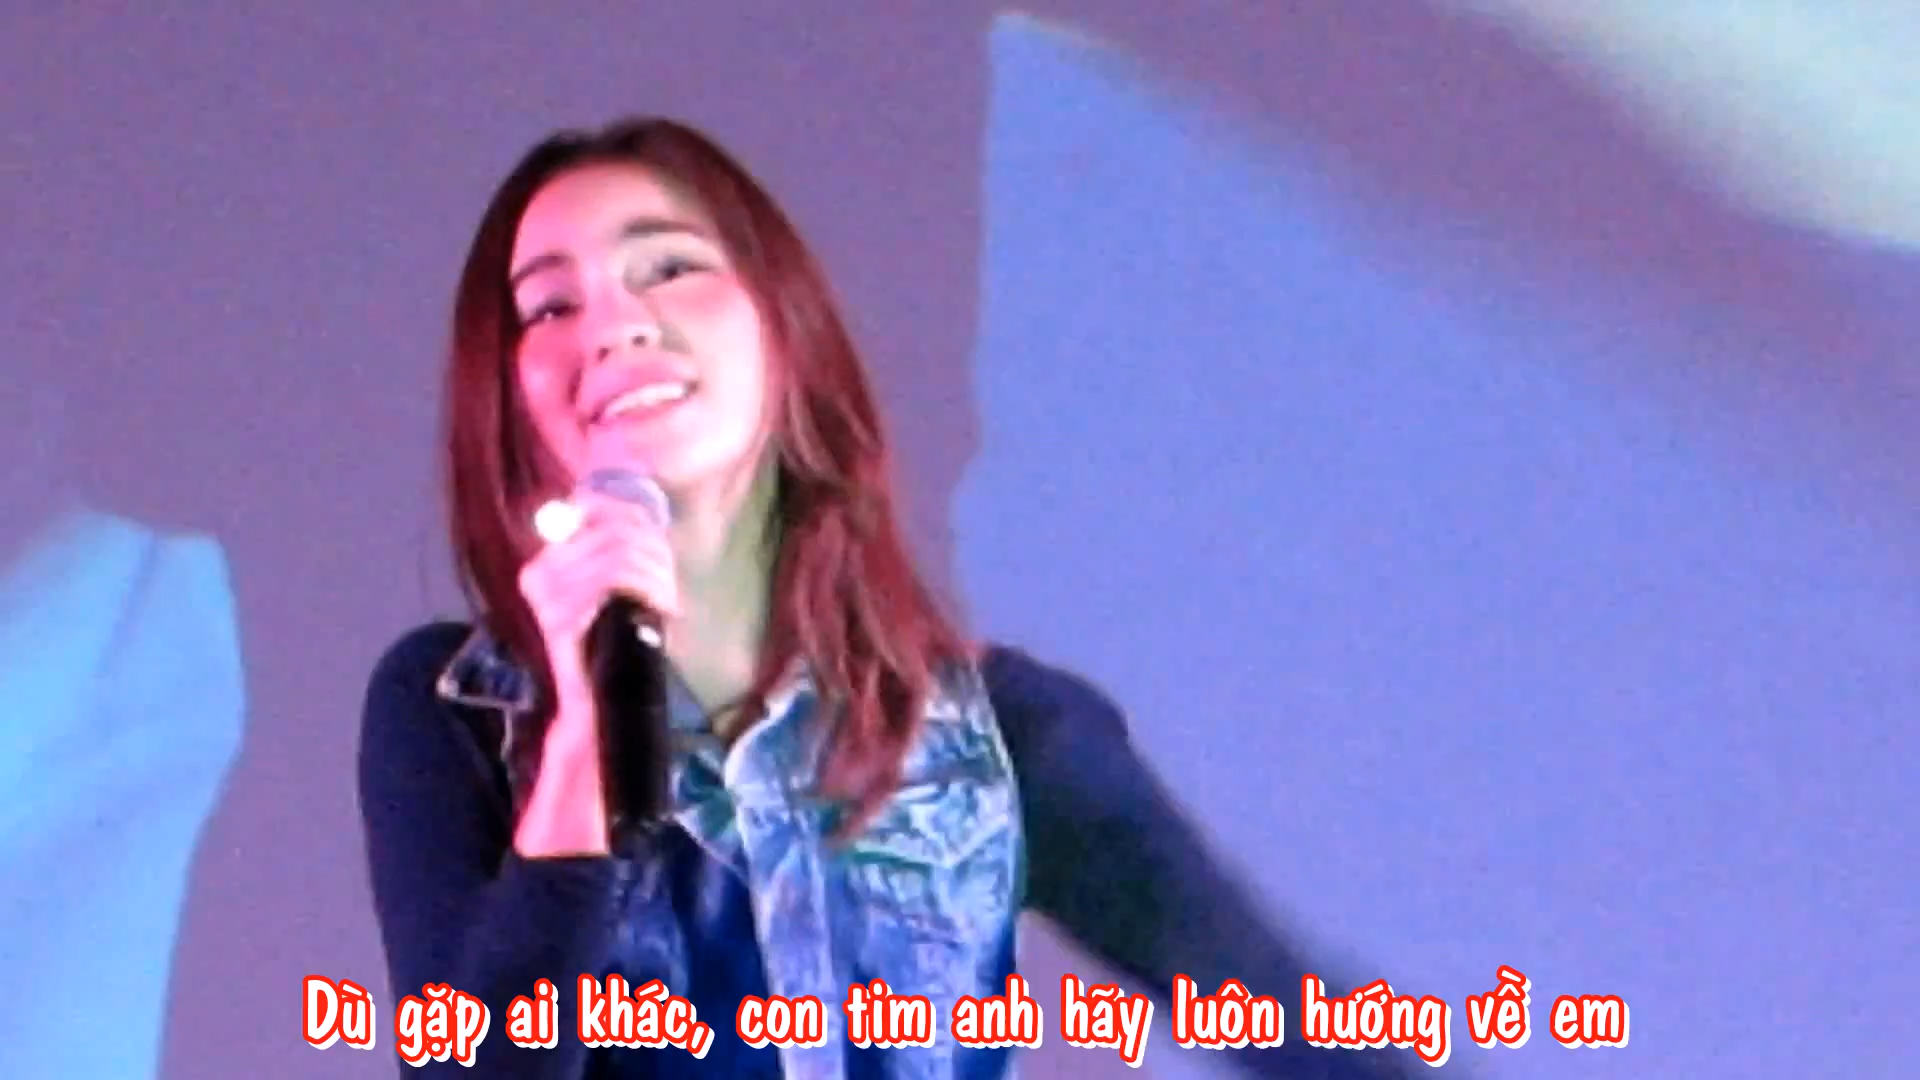 Dù gặp ai khác, con tim anh hãy luôn hướng về em